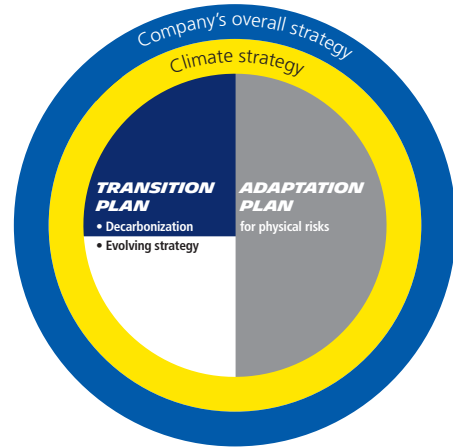 Company’s overall strategy
Climate strategy
TRANSITION
PLAN
• Decarbonization
• Evolving strategy
ADAPTATION
PLAN
for physical risks